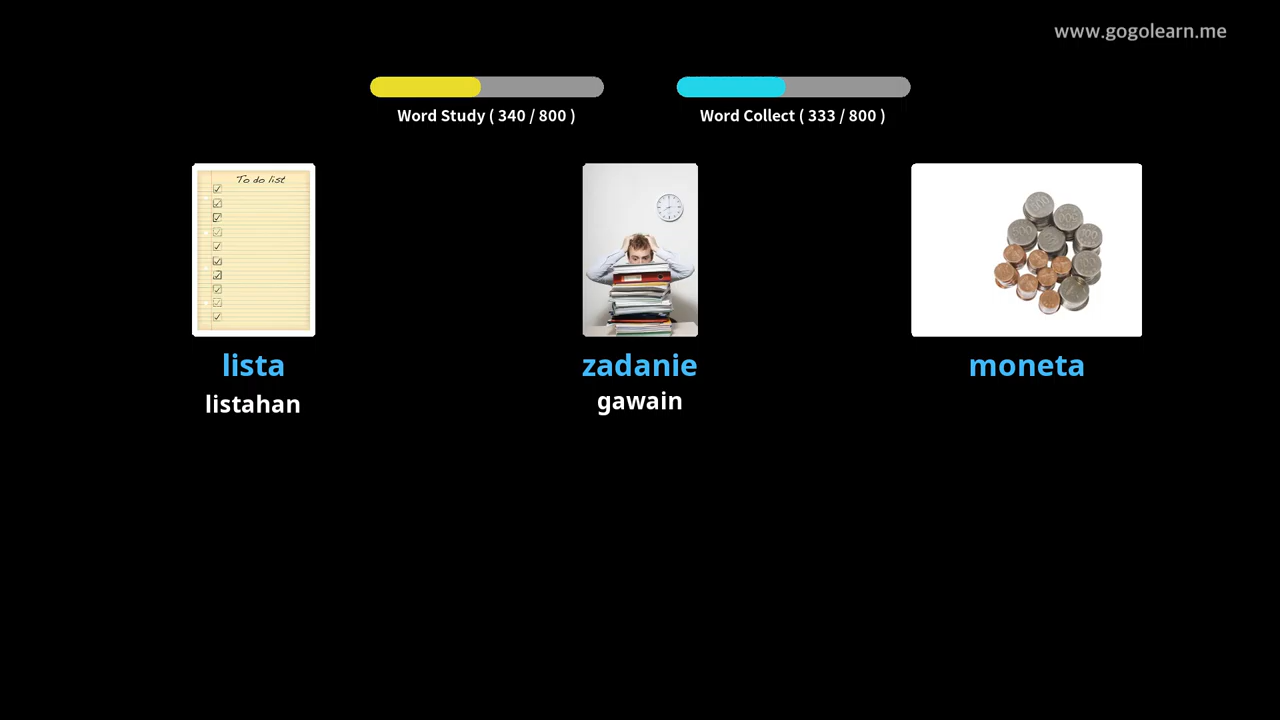 www.gogolearn.me
Word Study ( 340 / 800 )
Word Collect ( 333 / 800 )
To do list
lista
zadanie
moneta
listahan
gawain